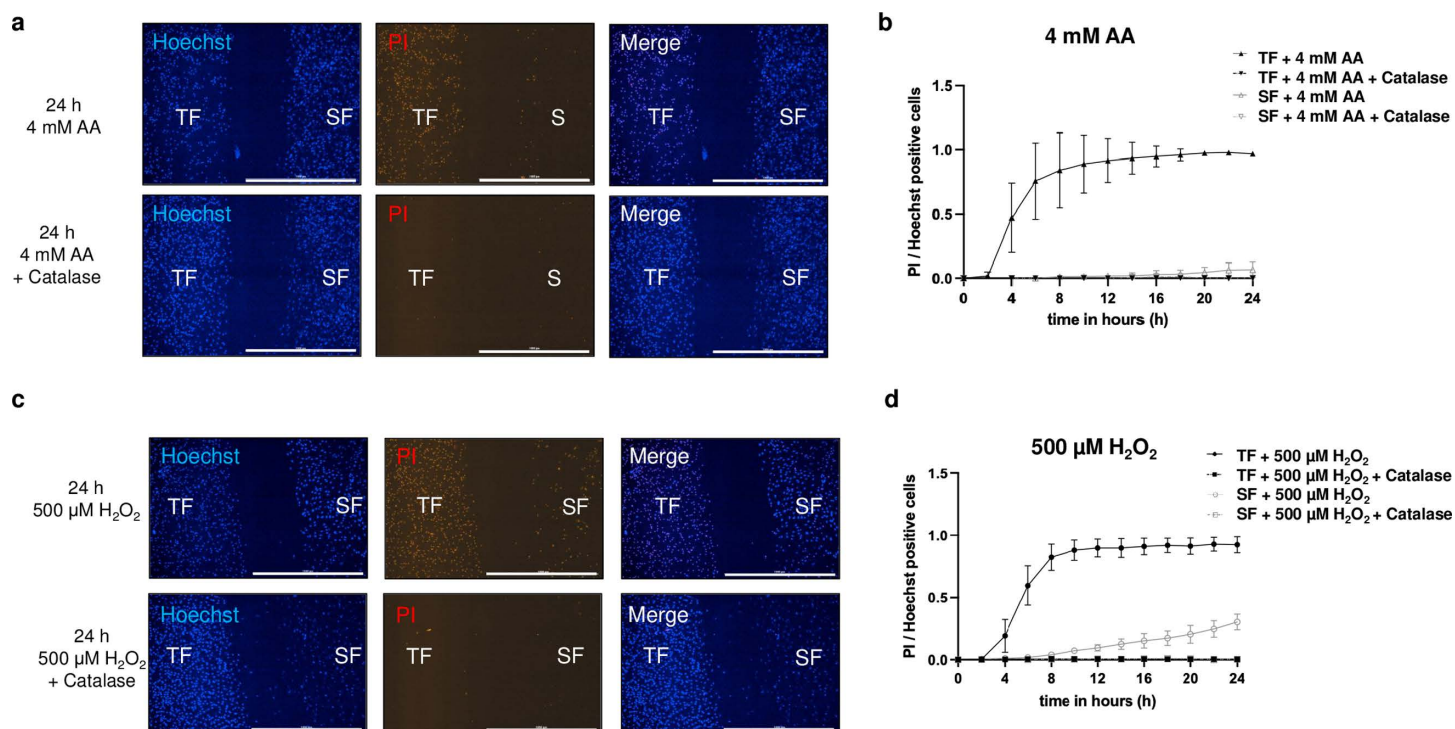 a
24 h
4 mM AA
Hoechst
TF
SF
PI
TF
S
Merge
TF
SF
24 h
4 mM AA
+ Catalase
Hoechst
TF
SF
PI
TF
S
Merge
TF
SF
b
4 mM AA
TF + 4 mM AA
TF + 4 mM AA + Catalase
SF + 4 mM AA
SF + 4 mM AA + Catalase
PI / Hoechst positive cells
1.5
1.0
0.5
0.0
0 4 8 12 16 20 24
time in hours (h)
c
24 h
500 µM H₂O₂
Hoechst
TF
SF
PI
TF
SF
Merge
TF
SF
24 h
500 µM H₂O₂
+ Catalase
Hoechst
TF
SF
PI
TF
SF
Merge
TF
SF
d
500 µM H₂O₂
TF + 500 µM H₂O₂
TF + 500 µM H₂O₂ + Catalase
SF + 500 µM H₂O₂
SF + 500 µM H₂O₂ + Catalase
PI / Hoechst positive cells
1.5
1.0
0.5
0.0
0 4 8 12 16 20 24
time in hours (h)